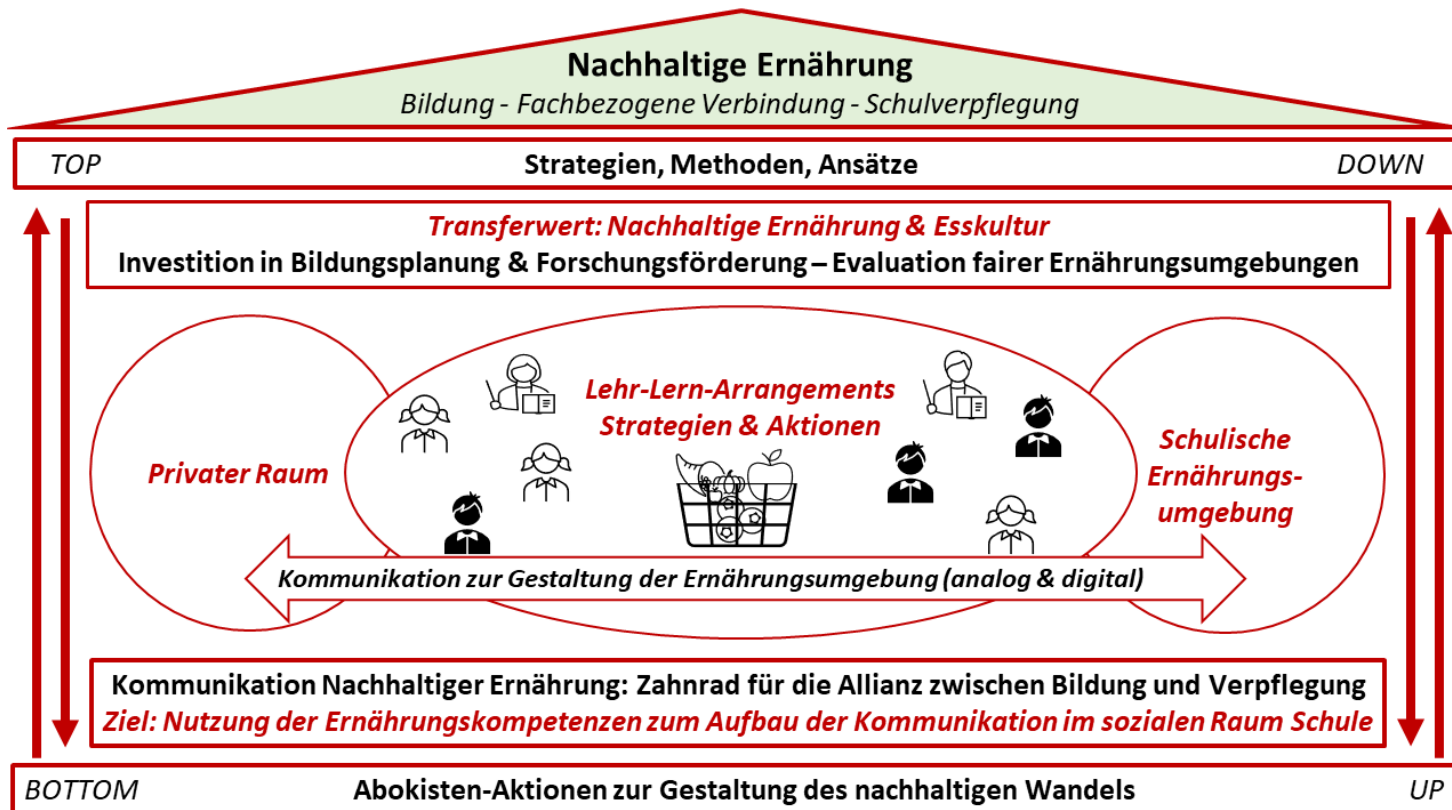 Nachhaltige Ernährung
Bildung - Fachbezogene Verbindung - Schulverpflegung
TOP Strategien, Methoden, Ansätze DOWN
Transferwert: Nachhaltige Ernährung & Esskultur
Investition in Bildungsplanung & Forschungsförderung – Evaluation fairer Ernährungsumgebungen
Privater Raum
Lehr-Lern-Arrangements
Strategien & Aktionen
Schulische
Ernährungs-
umgebung
Kommunikation zur Gestaltung der Ernährungsumgebung (analog & digital)
Kommunikation Nachhaltiger Ernährung: Zahnrad für die Allianz zwischen Bildung und Verpflegung
Ziel: Nutzung der Ernährungskompetenzen zum Aufbau der Kommunikation im sozialen Raum Schule
BOTTOM Abokisten-Aktionen zur Gestaltung des nachhaltigen Wandels UP